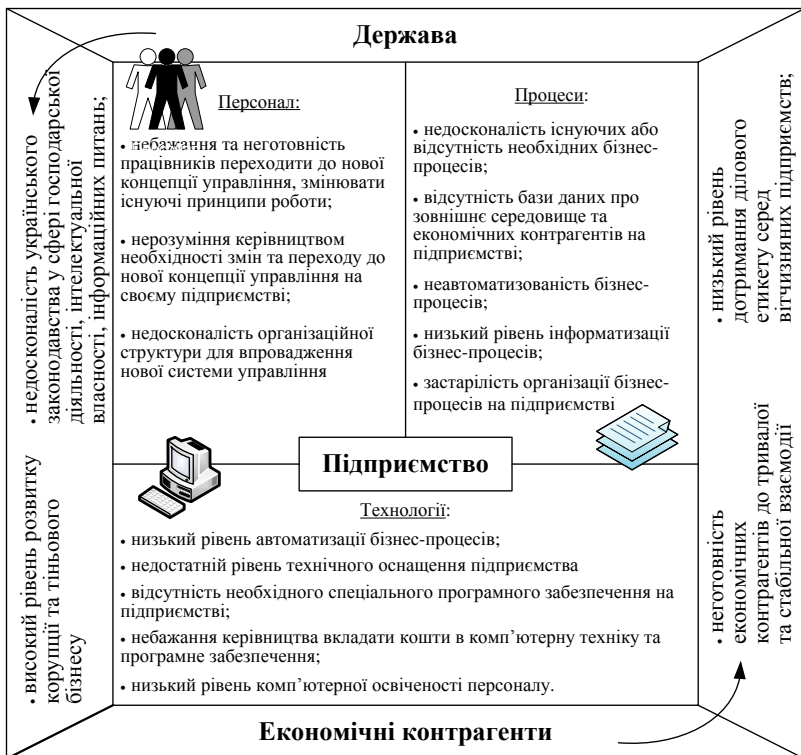 Держава
• недосконалість українського
законодавства у сфері господарської
діяльності, інтелектуальної
власності, інформаційних питань;
• високий рівень розвитку
корупції та тіньового
бізнесу
Персонал:
• небажання та неготовність
працівників переходити до нової
концепції управління, змінювати
існуючі принципи роботи;
• нерозуміння керівництвом
необхідності змін та переходу до
нової концепції управління на
своєму підприємстві;
• недосконалість організаційної
структури для впровадження
нової системи управління
Процеси:
• недосконалість існуючих або
відсутність необхідних бізнес-
процесів;
• відсутність бази даних про
зовнішнє середовище та
економічних контрагентів на
підприємстві;
• неавтоматизованість бізнес-
процесів;
• низький рівень інформатизації
бізнес-процесів;
• застарілість організації бізнес-
процесів на підприємстві
Підприємство
Технології:
• низький рівень автоматизації бізнес-процесів;
• недостатній рівень технічного оснащення підприємства
• відсутність необхідного спеціального програмного забезпечення на
підприємстві;
• небажання керівництва вкладати кошти в комп’ютерну техніку та
програмне забезпечення;
• низький рівень комп’ютерної освіченості персоналу.
• низький рівень
дотримання ділового
етикету серед
вітчизняних підприємств;
• неготовність
економічних
контрагентів до тривалої
та стабільної взаємодії
Економічні контрагенти